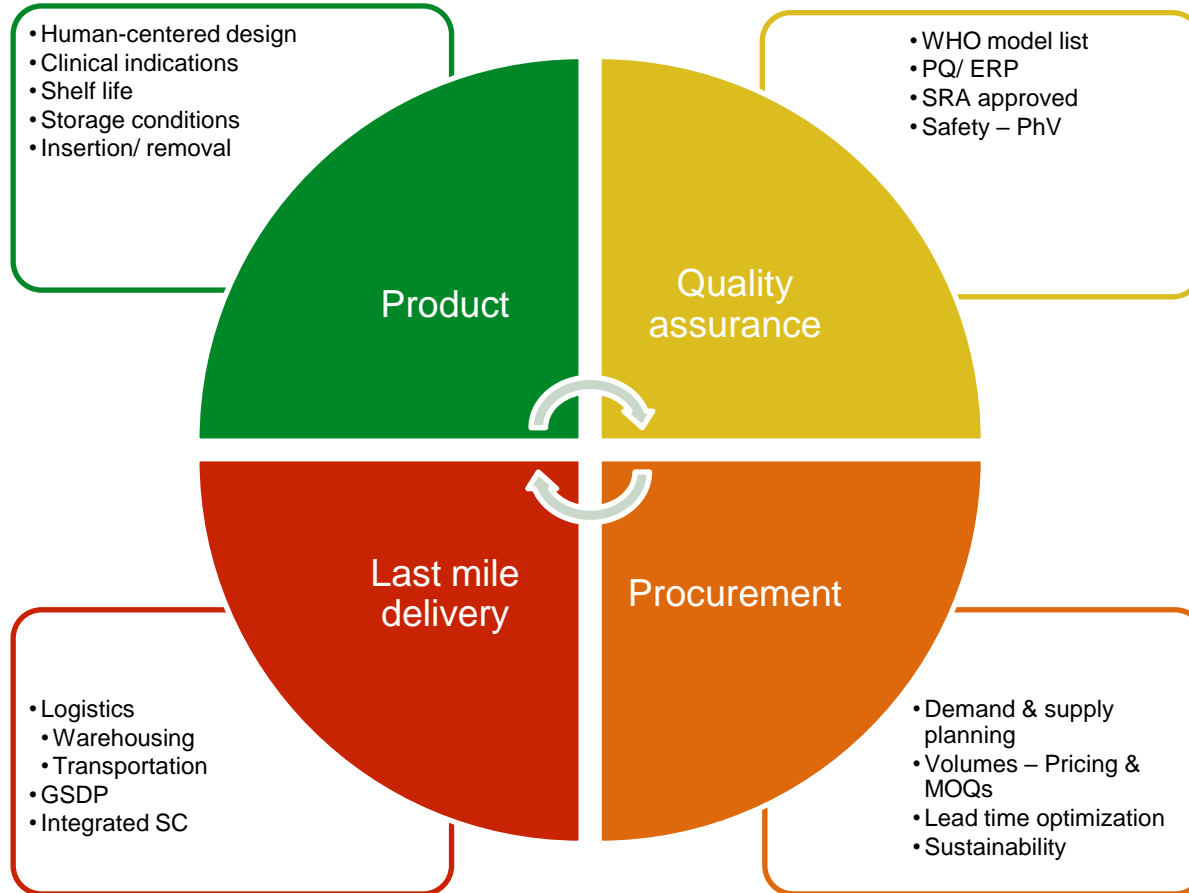 • Human-centered design
• Clinical indications
• Shelf life
• Storage conditions
• Insertion/ removal
• WHO model list
• PQ/ ERP
• SRA approved
• Safety – PhV
Product
Quality
assurance
Last mile
delivery
Procurement
• Logistics
• Warehousing
• Transportation
• GSDP
• Integrated SC
• Demand & supply
planning
• Volumes – Pricing &
MOQs
• Lead time optimization
• Sustainability